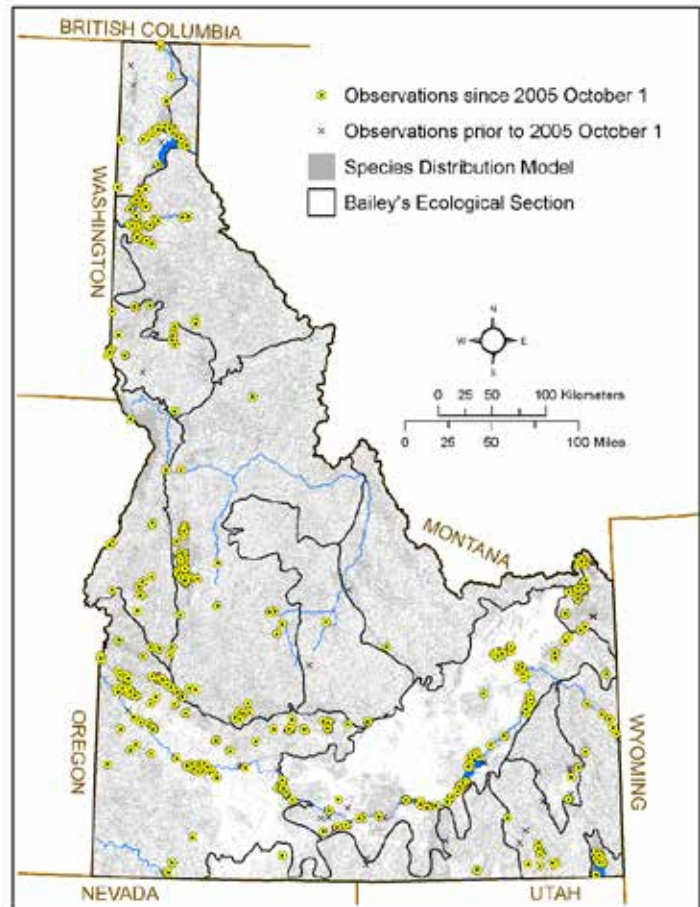 BRITISH COLUMBIA
Observations since 2005 October 1
Observations prior to 2005 October 1
Species Distribution Model
Bailey's Ecological Section
WASHINGTON
N
W E
S
0 25 50 100 Kilometers
0 25 50 100 Miles
MONTANA
OREGON
WYOMING
NEVADA
UTAH